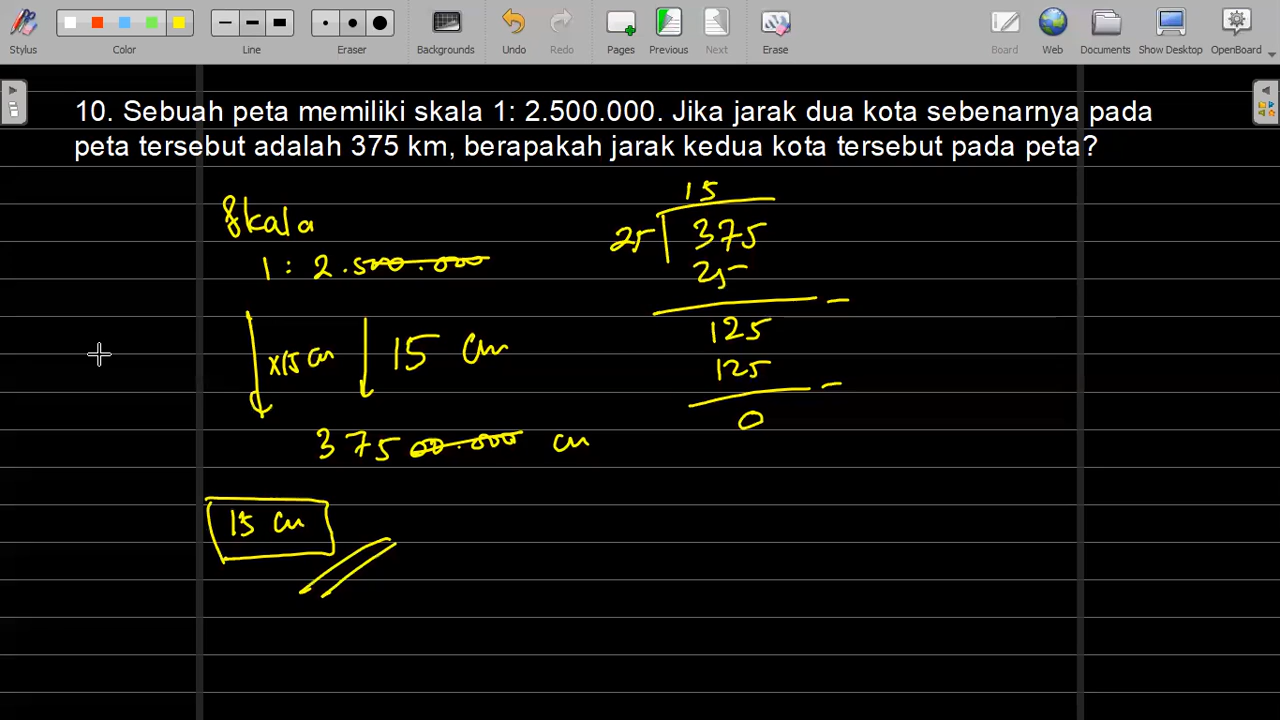 Stylus Color Line Eraser Backgrounds Undo Redo Pages Previous Next Erase Board Web Documents Show Desktop OpenBoard
10. Sebuah peta memiliki skala 1: 2.500.000. Jika jarak dua kota sebenarnya pada
peta tersebut adalah 375 km, berapakah jarak kedua kota tersebut pada peta?
Skala
1 : 2.500.000
x15 cm 15 cm
37500.000 cm
15 cm
15
25 375
25
125
125
0